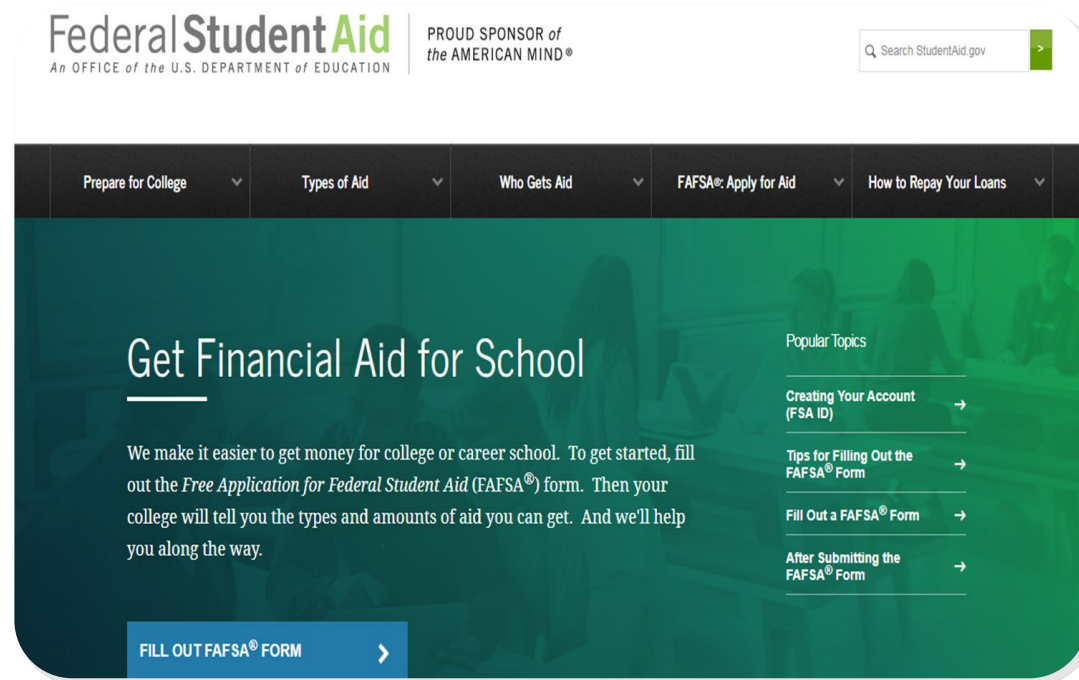 Federal StudentAid
An OFFICE of the U.S. DEPARTMENT of EDUCATION
PROUD SPONSOR of
the AMERICAN MIND®
Search StudentAid.gov
>
Prepare for College
Types of Aid
Who Gets Aid
FAFSA®: Apply for Aid
How to Repay Your Loans
Get Financial Aid for School
We make it easier to get money for college or career school. To get started, fill
out the Free Application for Federal Student Aid (FAFSA®) form. Then your
college will tell you the types and amounts of aid you can get. And we'll help
you along the way.
FILL OUT FAFSA® FORM
Popular Topics
Creating Your Account
(FSA ID)
Tips for Filling Out the
FAFSA® Form
Fill Out a FAFSA® Form
After Submitting the
FAFSA® Form